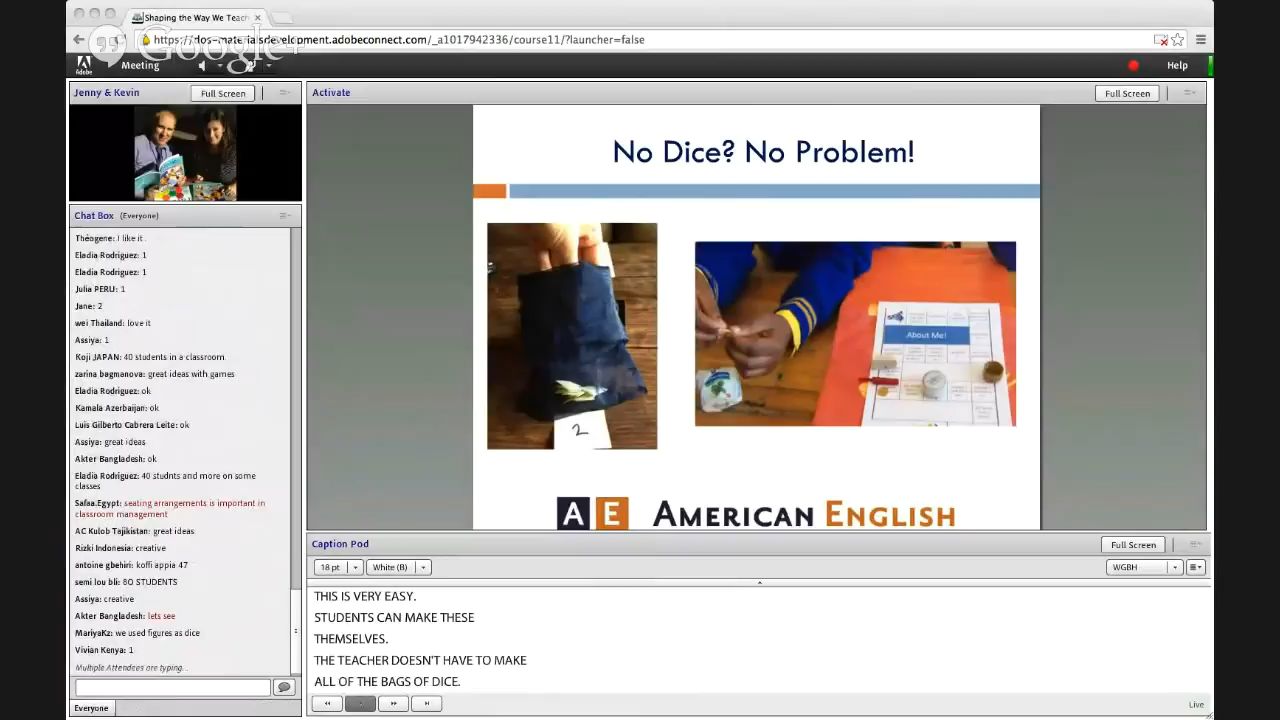 Shaping the Way We Teach
Google+
https://dos-materialsdevelopment.adobeconnect.com/_a1017942336/course11/?launcher=false
Adobe
Meeting
Help
Jenny & Kevin
Full Screen
Activate
Full Screen
No Dice? No Problem!
2
About Me!
AE AMERICAN ENGLISH
Chat Box (Everyone)
Théogene: I like it.
Eladia Rodriguez: 1
Eladia Rodriguez: 1
Julia PERU: 1
Jane: 2
wei Thailand: love it
Assiya: 1
Koji JAPAN: 40 students in a classroom.
zarina bagmanova: great ideas with games
Eladia Rodriguez: ok
Kamala Azerbaijan: ok
Luis Gilberto Cabrera Leite: ok
Assiya: great ideas
Akter Bangladesh: ok
Eladia Rodriguez: 40 studnts and more on some
classes
Safaa.Egypt: seating arrangements is important in
classroom management
AC Kulob Tajikistan: great ideas
Rizki Indonesia: creative
antoine gbehiri: koffi appia 47
semi lou bli: 80 STUDENTS
Assiya: creative
Akter Bangladesh: lets see
MariyaKz: we used figures as dice
Vivian Kenya: 1
Multiple Attendees are typing...
Everyone
Caption Pod
Full Screen
18 pt
White (B)
WGBH
THIS IS VERY EASY.
STUDENTS CAN MAKE THESE
THEMSELVES.
THE TEACHER DOESN'T HAVE TO MAKE
ALL OF THE BAGS OF DICE.
Live